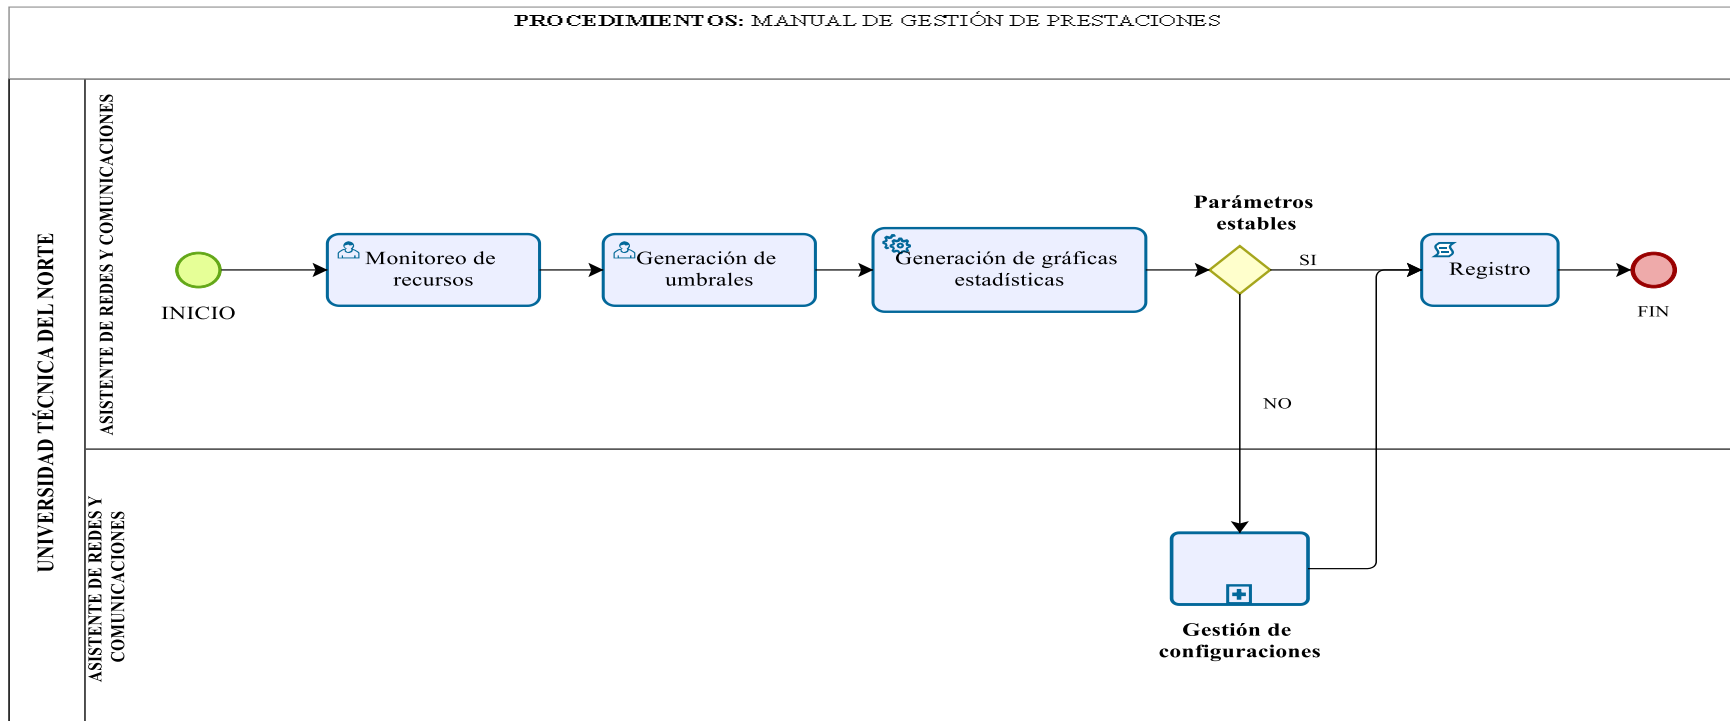 PROCEDIMIENTOS: MANUAL DE GESTIÓN DE PRESTACIONES
UNIVERSIDAD TÉCNICA DEL NORTE
ASISTENTE DE REDES Y COMUNICACIONES
INICIO
Monitoreo de
recursos
Generación de
umbrales
Generación de gráficas
estadísticas
Parámetros
estables
SI
NO
Registro
FIN
ASISTENTE DE REDES Y
COMUNICACIONES
Gestión de
configuraciones